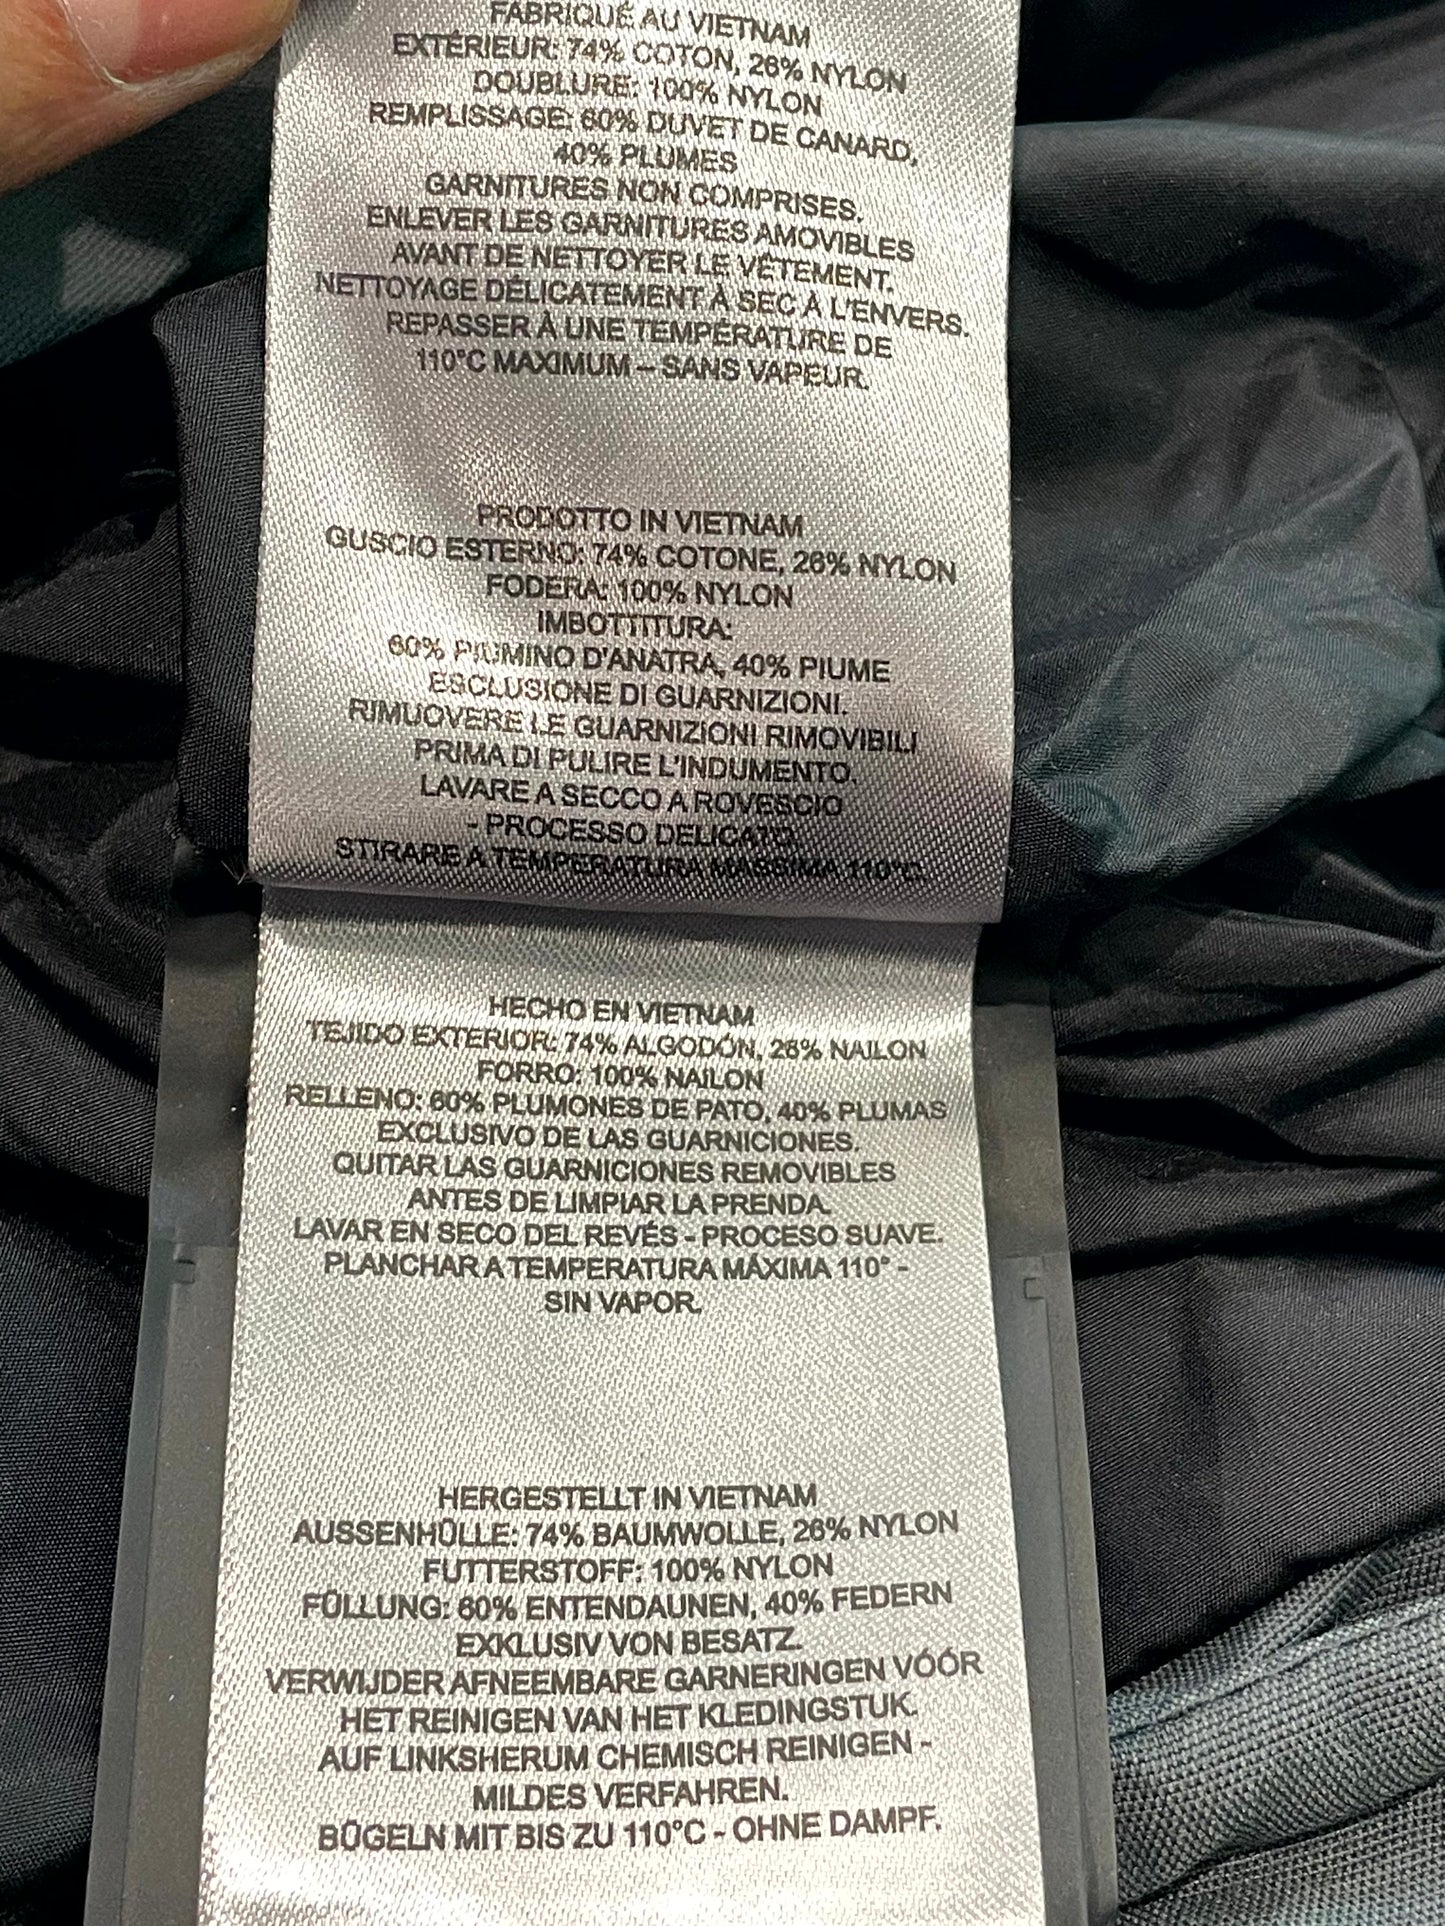 FABRIQUÉ AU VIETNAM
EXTÉRIEUR: 74% COTON, 26% NYLON
DOUBLURE: 100% NYLON
REMPLISSAGE: 60% DUVET DE CANARD,
40% PLUMES
GARNITURES NON COMPRISES.
ENLEVER LES GARNITURES AMOVIBLES
AVANT DE NETTOYER LE VÊTEMENT.
NETTOYAGE DÉLICATEMENT À SEC À L'ENVERS.
REPASSER À UNE TEMPÉRATURE DE
110°C MAXIMUM – SANS VAPEUR.
PRODOTTO IN VIETNAM
GUSCIO ESTERNO: 74% COTONE, 26% NYLON
FODERA: 100% NYLON
IMBOTTITURA:
60% PIUMINO D'ANATRA, 40% PIUME
ESCLUSIONE DI GUARNIZIONI.
RIMUOVERE LE GUARNIZIONI RIMOVIBILI
PRIMA DI PULIRE L'INDUMENTO.
LAVARE A SECCO A ROVESCIO
- PROCESSO DELICATO.
STIRARE A TEMPERATURA MASSIMA 110°C.
HECHO EN VIETNAM
TEJIDO EXTERIOR: 74% ALGODÓN, 26% NAILON
FORRO: 100% NAILON
RELLENO: 60% PLUMONES DE PATO, 40% PLUMAS
EXCLUSIVO DE LAS GUARNICIONES.
QUITAR LAS GUARNICIONES REMOVIBLES
ANTES DE LIMPIAR LA PRENDA.
LAVAR EN SECO DEL REVÉS - PROCESO SUAVE.
PLANCHAR A TEMPERATURA MÁXIMA 110° -
SIN VAPOR.
HERGESTELLT IN VIETNAM
AUSSENHÜLLE: 74% BAUMWOLLE, 26% NYLON
FUTTERSTOFF: 100% NYLON
FÜLLUNG: 60% ENTENDAUNEN, 40% FEDERN
EXKLUSIV VON BESATZ.
VERWIJDER AFNEEMBARE GARNERINGEN VÓÓR
HET REINIGEN VAN HET KLEDINGSTUK.
AUF LINKSHERUM CHEMISCH REINIGEN -
MILDES VERFAHREN.
BÜGELN MIT BIS ZU 110°C - OHNE DAMPF.